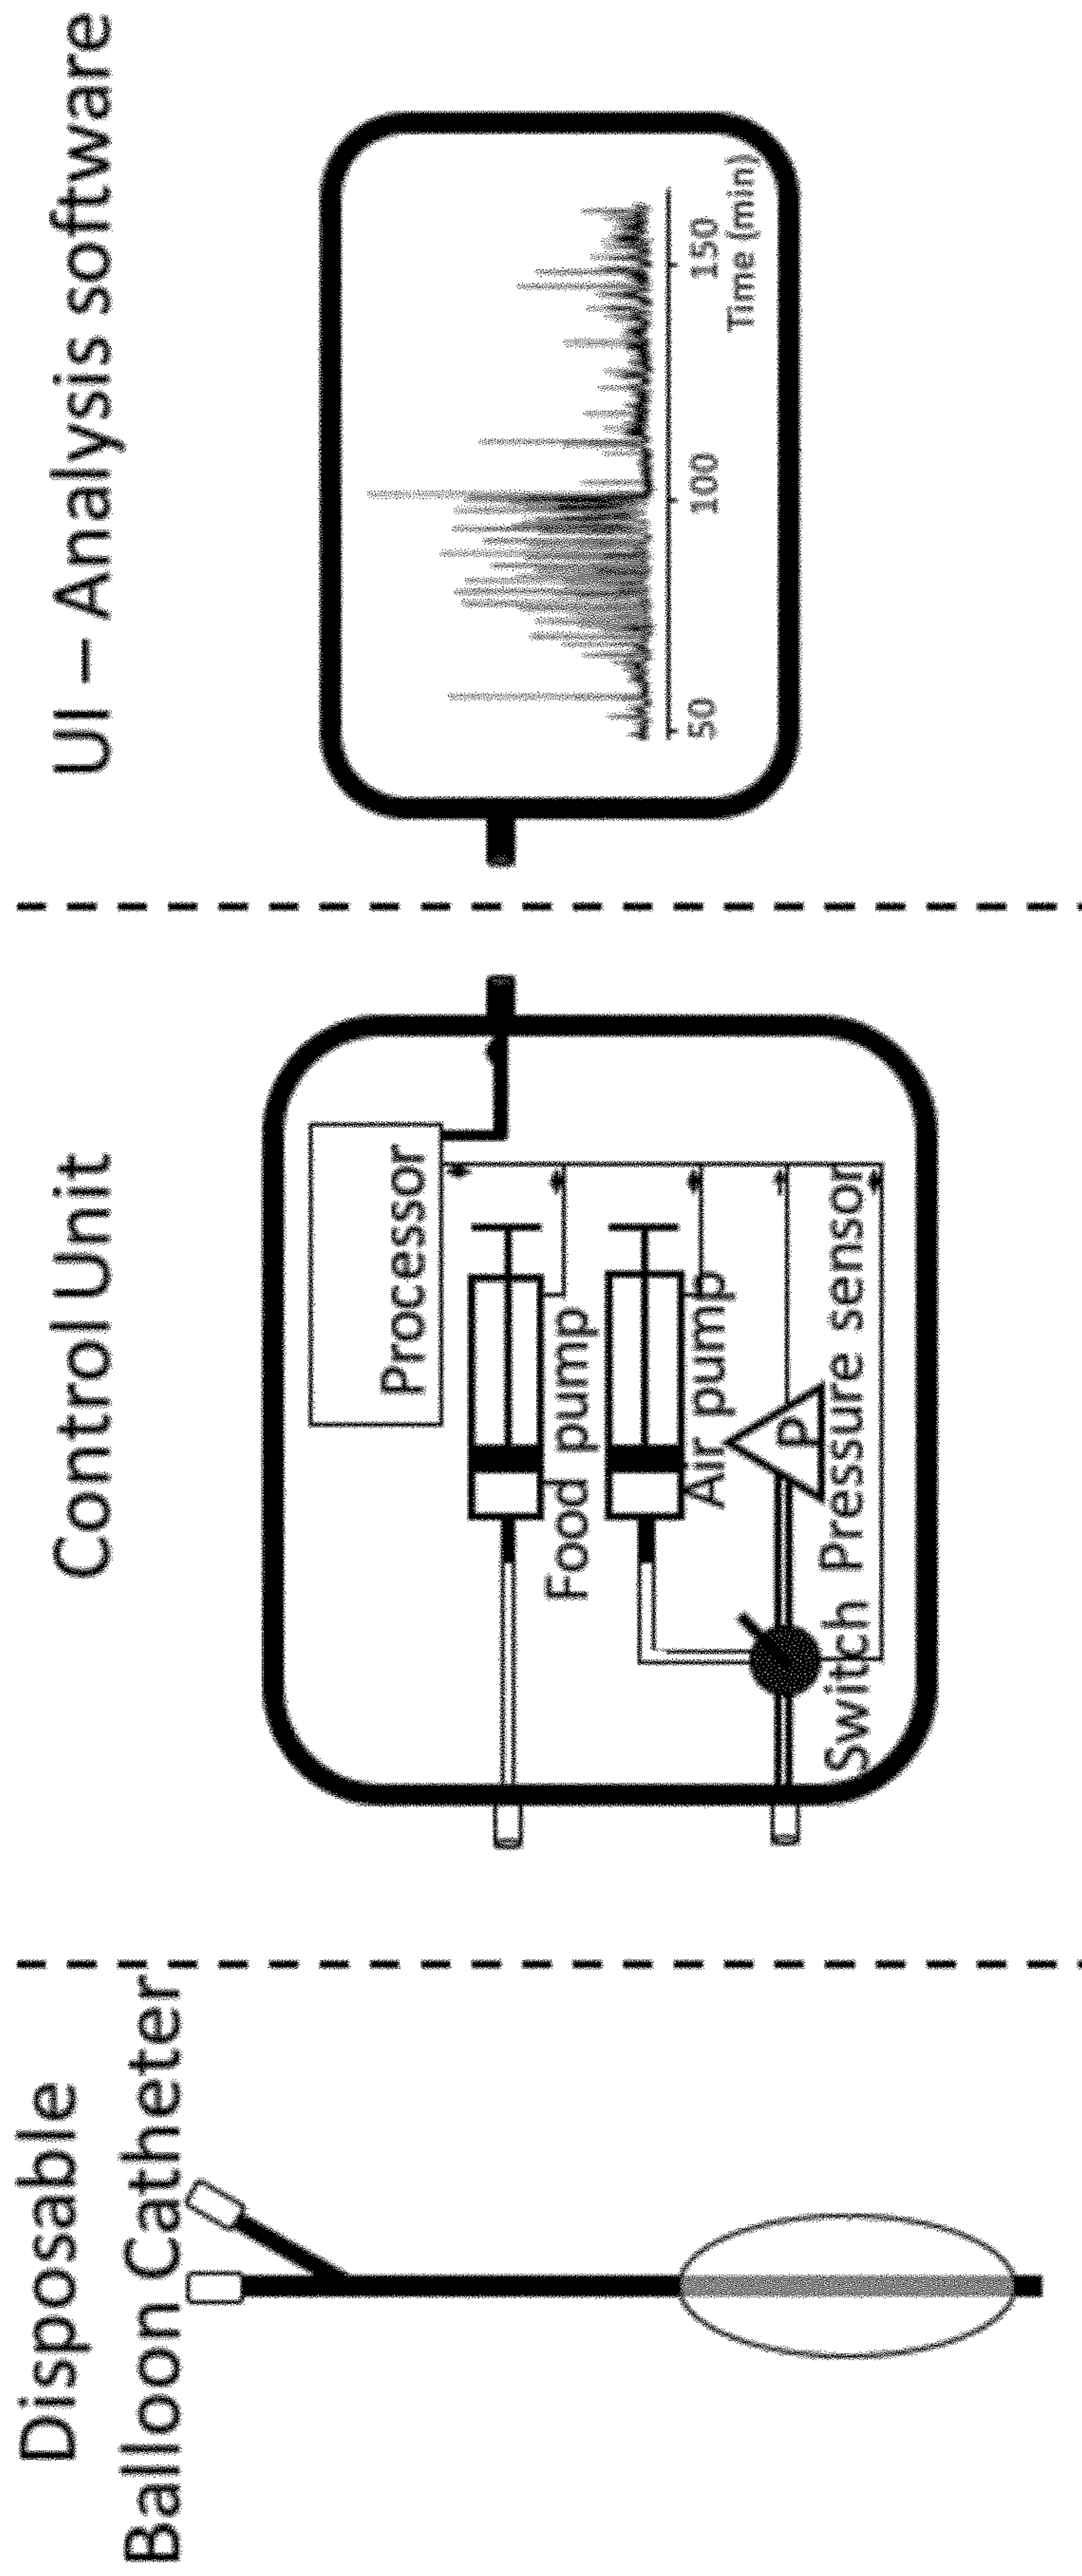 Disposable
Balloon Catheter
Control Unit
Processor
Food pump
Air pump
P
Switch Pressure sensor
UI – Analysis software
50 100 150
Time (min)